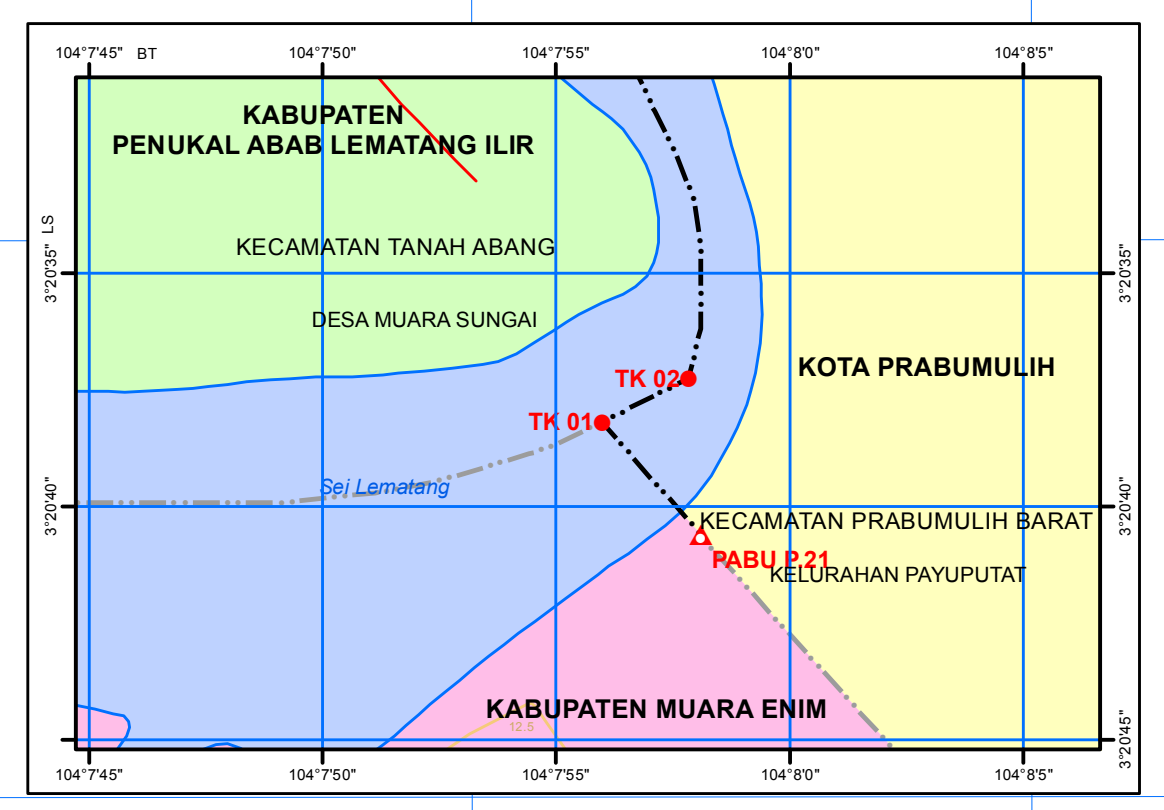 104°7'45" BT 104°7'50" 104°7'55" 104°8'0" 104°8'5"
KABUPATEN
PENUKAL ABAB LEMATANG ILIR
LS
KECAMATAN TANAH ABANG
3°20'35" 3°20'35"
DESA MUARA SUNGAI
KOTA PRABUMULIH
TK 02
TK 01
Sei Lematang
3°20'40" 3°20'40"
KECAMATAN PRABUMULIH BARAT
PABU P.21
KELURAHAN PAYUPUTAT
KABUPATEN MUARA ENIM
12.5
3°20'45" 3°20'45"
104°7'45" 104°7'50" 104°7'55" 104°8'0" 104°8'5"